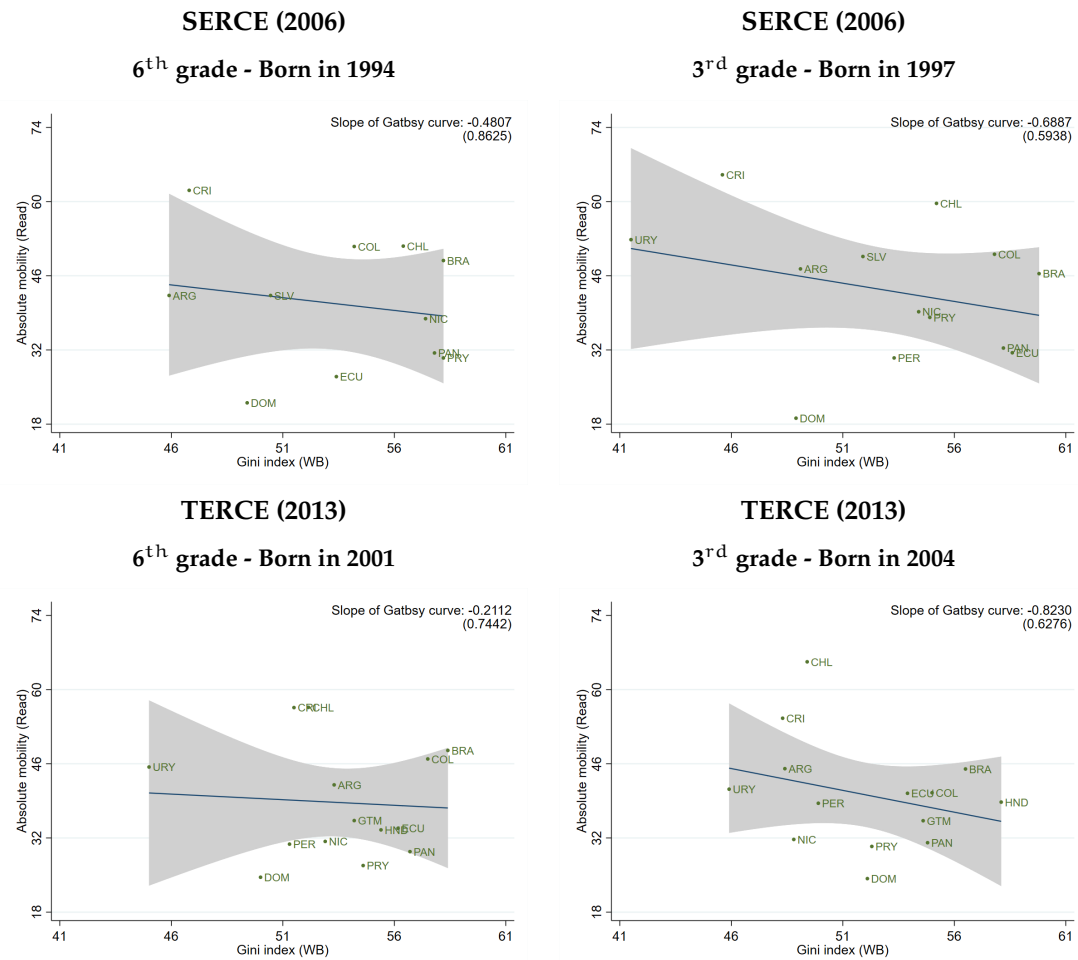 SERCE (2006)
6th grade - Born in 1994
Slope of Gatbsy curve: -0.4807
(0.8625)
Absolute mobility (Read)
74
60
46
32
18
CRI
COL
CHL
BRA
ARG
SLV
NIC
PAN
PRY
ECU
DOM
41 46 51 56 61
Gini index (WB)
SERCE (2006)
3rd grade - Born in 1997
Slope of Gatbsy curve: -0.6887
(0.5938)
Absolute mobility (Read)
74
60
46
32
18
CRI
CHL
URY
SLV
COL
ARG
BRA
NIC
PRY
PAN
ECU
PER
DOM
41 46 51 56 61
Gini index (WB)
TERCE (2013)
6th grade - Born in 2001
Slope of Gatbsy curve: -0.2112
(0.7442)
Absolute mobility (Read)
74
60
46
32
18
CRI
CHL
BRA
COL
URY
ARG
GTM
HND
ECU
PER
NIC
PAN
PRY
DOM
41 46 51 56 61
Gini index (WB)
TERCE (2013)
3rd grade - Born in 2004
Slope of Gatbsy curve: -0.8230
(0.6276)
Absolute mobility (Read)
74
60
46
32
18
CHL
CRI
ARG
BRA
URY
ECU
COL
PER
HND
GTM
NIC
PAN
PRY
DOM
41 46 51 56 61
Gini index (WB)